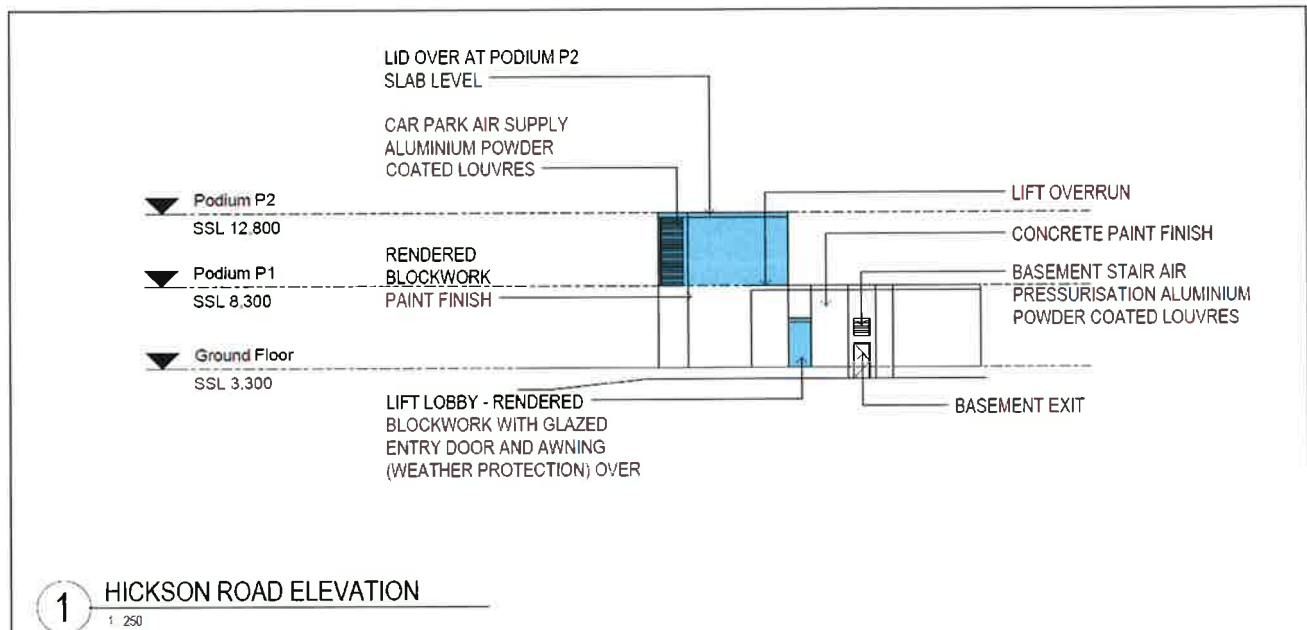 LID OVER AT PODIUM P2
SLAB LEVEL
CAR PARK AIR SUPPLY
ALUMINIUM POWDER
COATED LOUVRES
Podium P2
SSL 12,800
RENDERED
BLOCKWORK
PAINT FINISH
Podium P1
SSL 8,300
Ground Floor
SSL 3,300
LIFT LOBBY - RENDERED
BLOCKWORK WITH GLAZED
ENTRY DOOR AND AWNING
(WEATHER PROTECTION) OVER
LIFT OVERRUN
CONCRETE PAINT FINISH
BASEMENT STAIR AIR
PRESSURISATION ALUMINIUM
POWDER COATED LOUVRES
BASEMENT EXIT
1
HICKSON ROAD ELEVATION
1 250